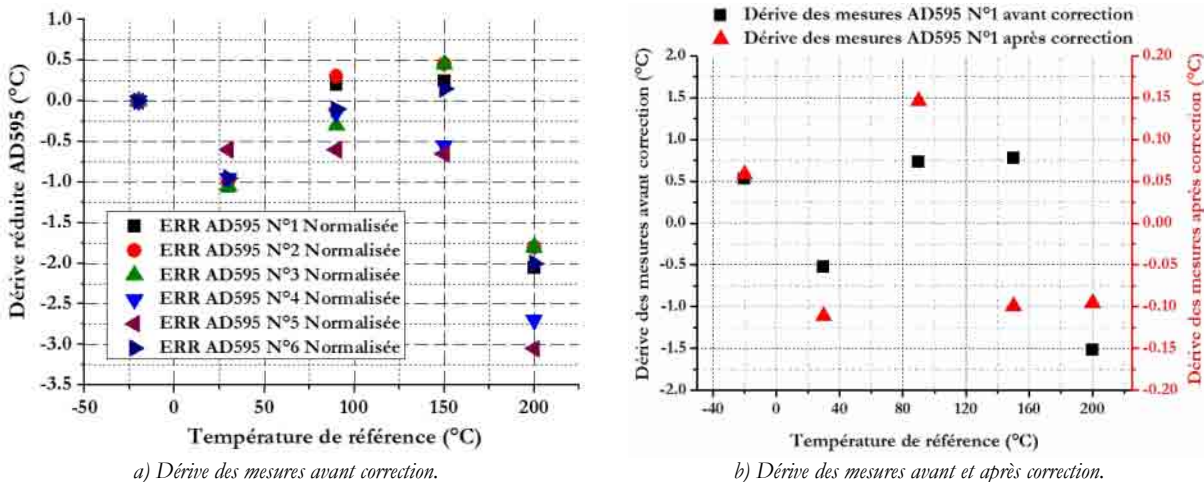 Dérive réduite AD595 (°C)
1.0
0.5
0.0
-0.5
-1.0
-1.5
-2.0
-2.5
-3.0
-3.5
ERR AD595 N°1 Normalisée
ERR AD595 N°2 Normalisée
ERR AD595 N°3 Normalisée
ERR AD595 N°4 Normalisée
ERR AD595 N°5 Normalisée
ERR AD595 N°6 Normalisée
-50 0 50 100 150 200
Température de référence (°C)
a) Dérive des mesures avant correction.
Dérive des mesures AD595 N°1 avant correction
Dérive des mesures AD595 N°1 après correction
Dérive des mesures avant correction (°C)
2.0
1.5
1.0
0.5
0.0
-0.5
-1.0
-1.5
-2.0
0.20
0.15
0.10
0.05
0.00
-0.05
-0.10
-0.15
-0.20
Dérive des mesures après correction (°C)
-40 0 40 80 120 160 200
Température de référence (°C)
b) Dérive des mesures avant et après correction.